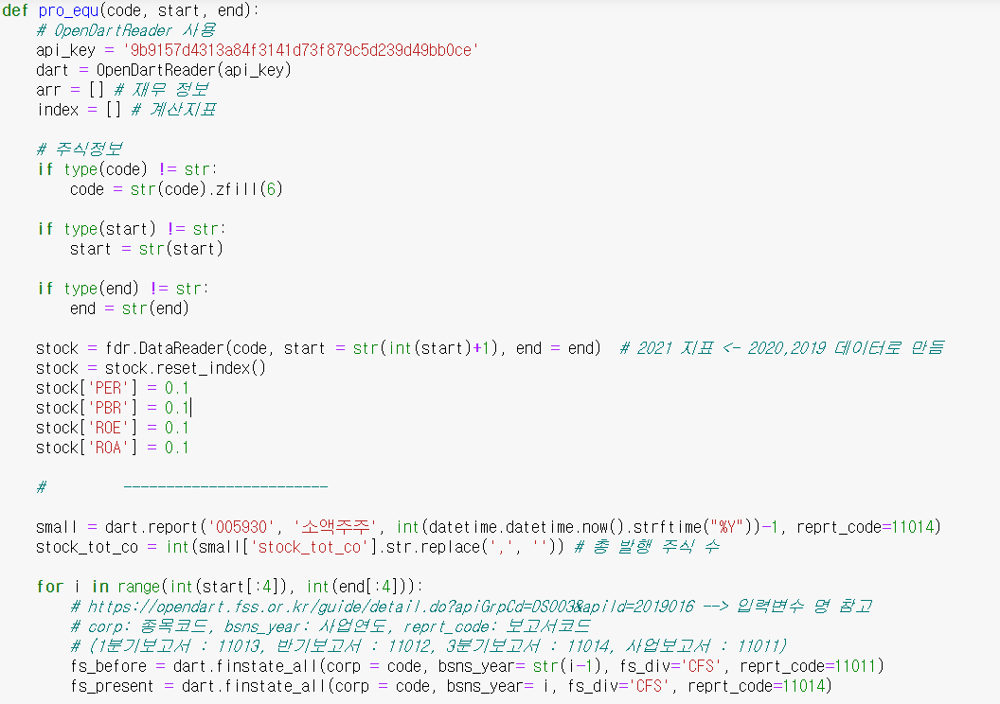 def pro_equ(code, start, end):
    # OpenDartReader 사용
    api_key = '9b9157d4313a84f3141d73f879c5d239d49bb0ce'
    dart = OpenDartReader(api_key)
    arr = [] # 재무 정보
    index = [] # 계산지표
    # 주식정보
    if type(code) != str:
        code = str(code).zfill(6)
    if type(start) != str:
        start = str(start)
    if type(end) != str:
        end = str(end)
    stock = fdr.DataReader(code, start = str(int(start)+1), end = end)  # 2021 지표 <- 2020,2019 데이터로 만듬
    stock = stock.reset_index()
    stock['PER'] = 0.1
    stock['PBR'] = 0.1
    stock['ROE'] = 0.1
    stock['ROA'] = 0.1
    #         ------------------------
    small = dart.report('005930', '소액주주', int(datetime.datetime.now().strftime("%Y"))-1, reprt_code=11014)
    stock_tot_co = int(small['stock_tot_co'].str.replace(',', '')) # 총 발행 주식 수
    for i in range(int(start[:4]), int(end[:4])):
        # https://opendart.fss.or.kr/guide/detail.do?apiGrpCd=DS003&apiId=2019016 --> 입력변수 명 참고
        # corp: 종목코드, bsns_year: 사업연도, reprt_code: 보고서코드
        # (1분기보고서 : 11013, 반기보고서 : 11012, 3분기보고서 : 11014, 사업보고서 : 11011)
        fs_before = dart.finstate_all(corp = code, bsns_year= str(i-1), fs_div='CFS', reprt_code=11011)
        fs_present = dart.finstate_all(corp = code, bsns_year= i, fs_div='CFS', reprt_code=11014)